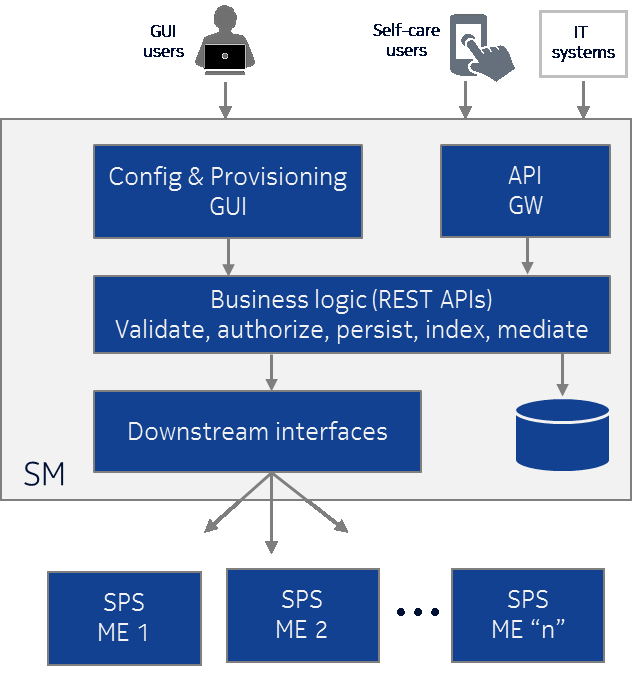 GUI
users
Self-care
users
IT
systems
Config & Provisioning
GUI
API
GW
Business logic (REST APIs)
Validate, authorize, persist, index, mediate
Downstream interfaces
SM
SPS
ME 1
SPS
ME 2
SPS
ME “n”